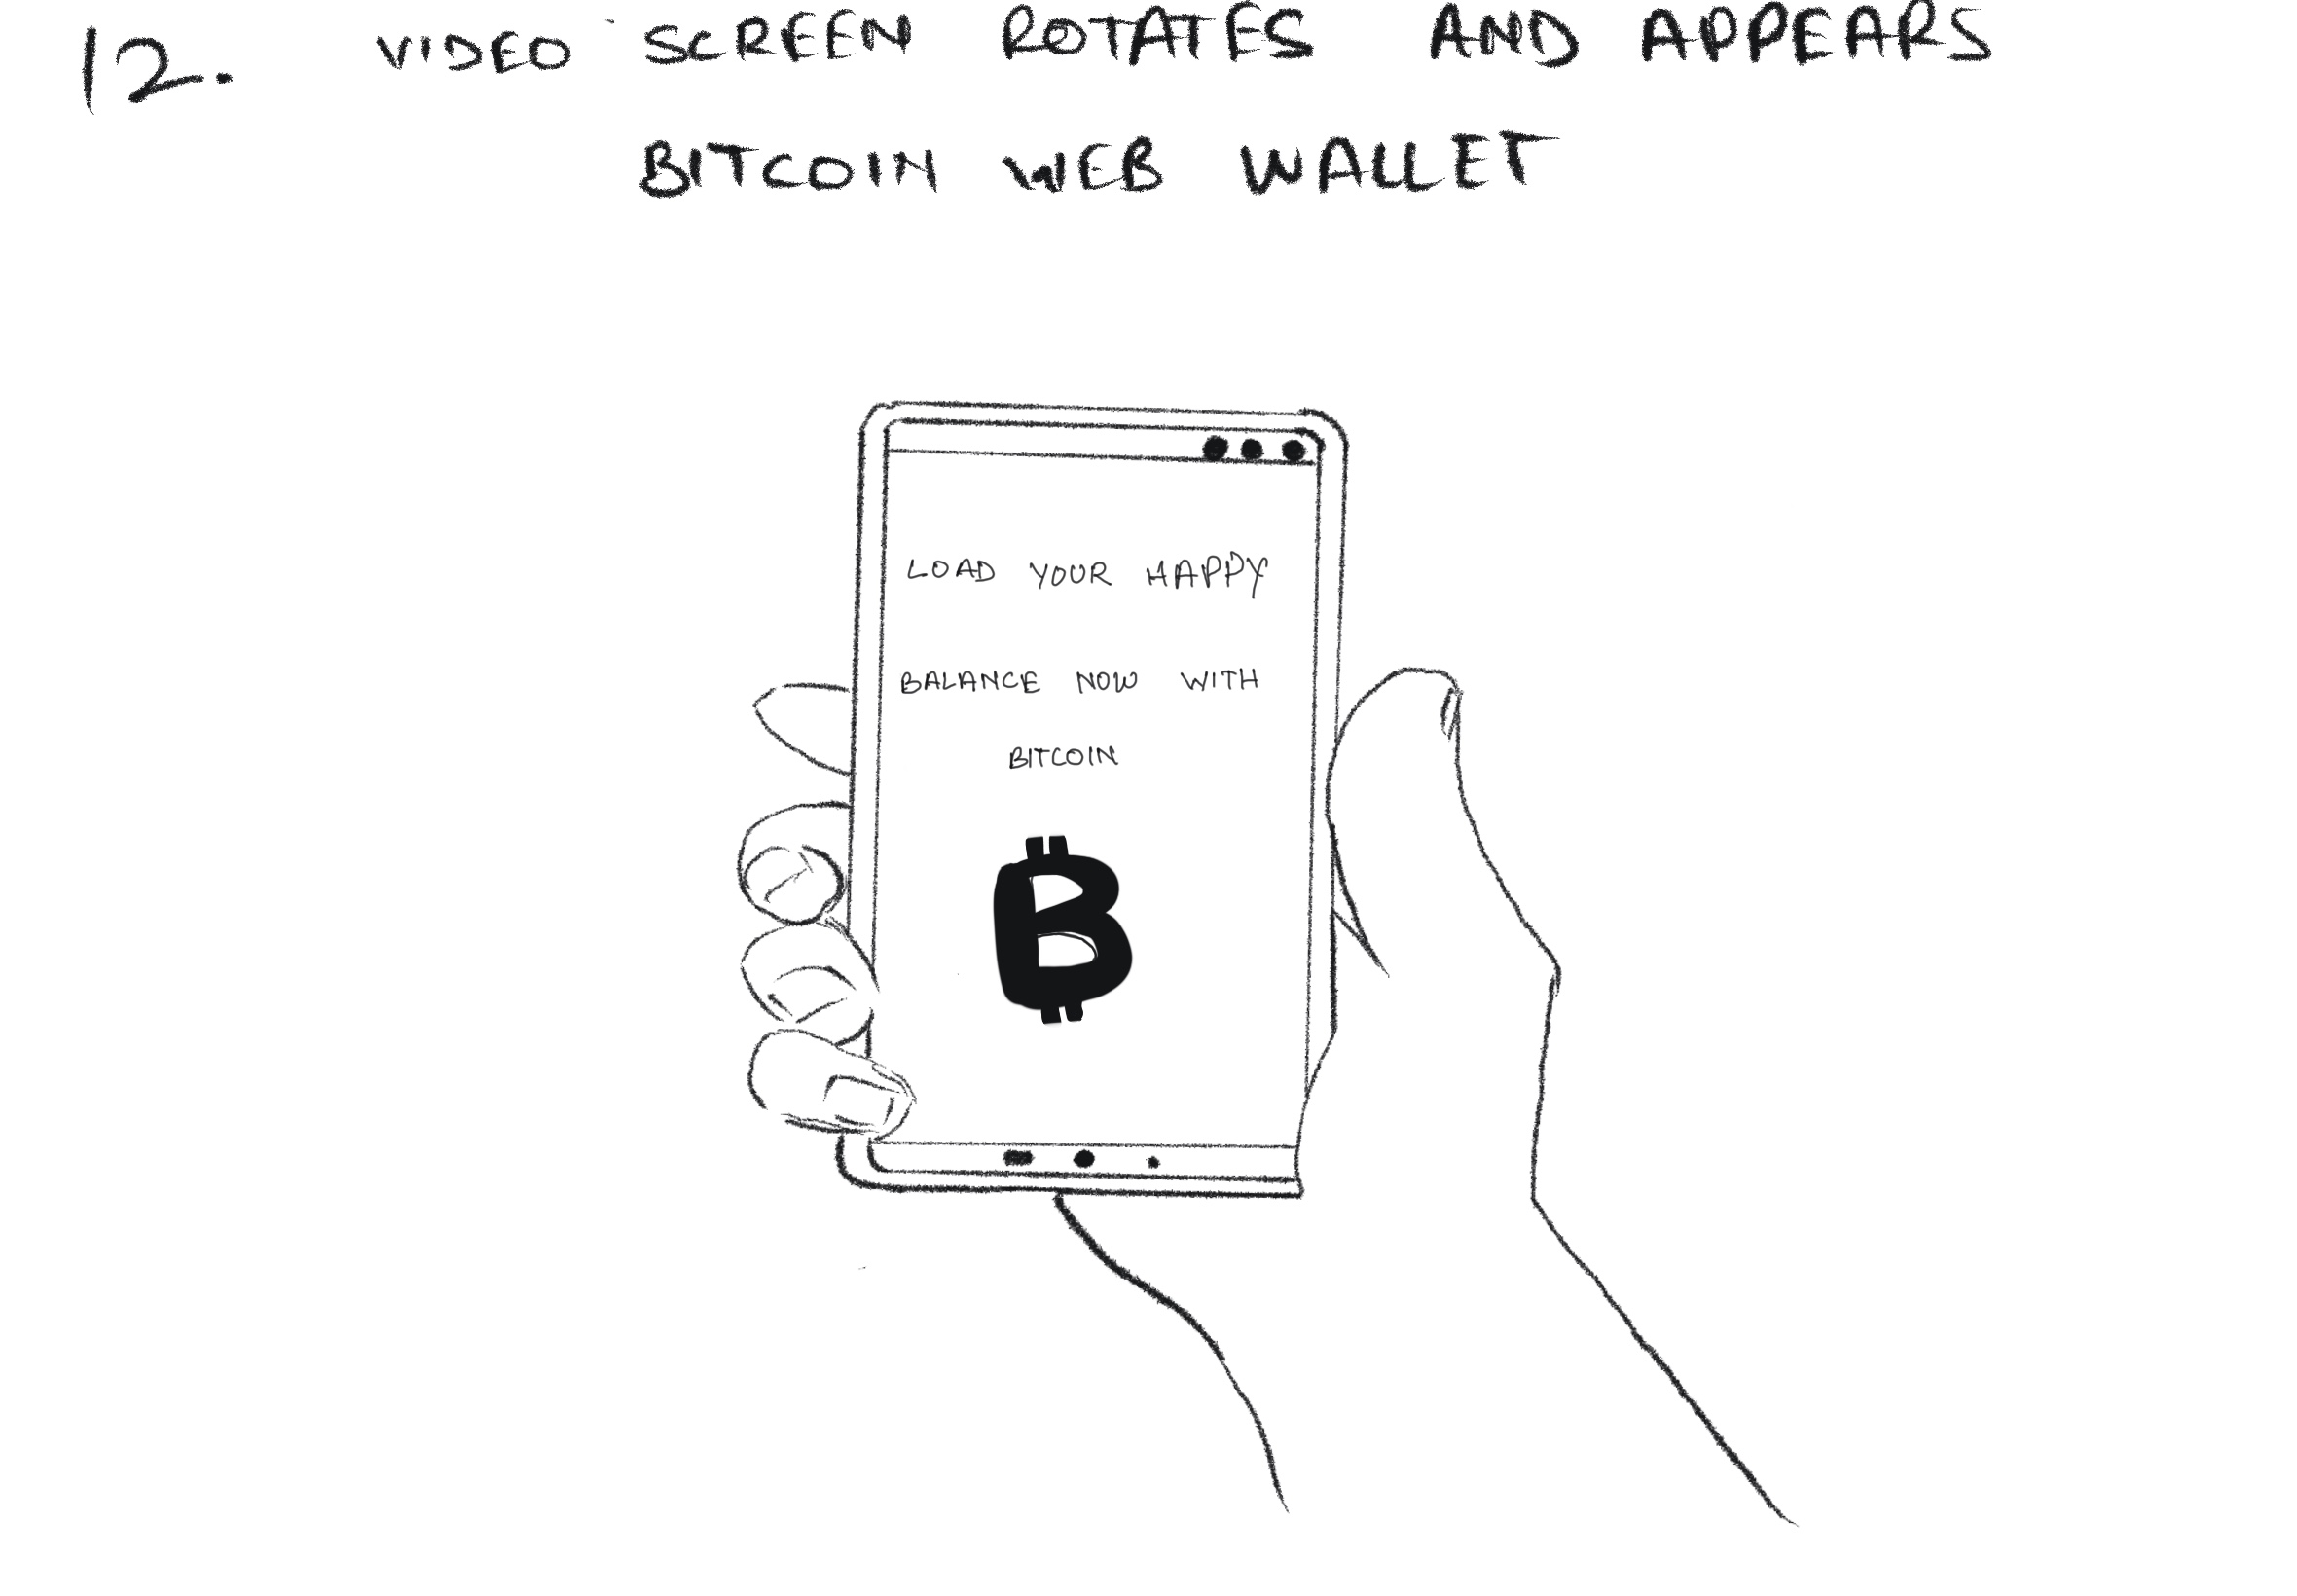 12. VIDEO SCREEN ROTATES AND APPEARS
BITCOIN WEB WALLET
LOAD YOUR HAPPY
BALANCE NOW WITH
BITCOIN